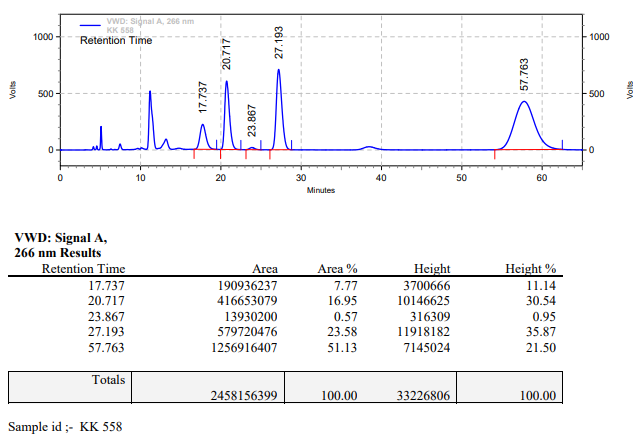 VWD: Signal A, 266 nm
KK 558
Retention Time
1000
500
0
Volts
17.737
20.717
23.867
27.193
57.763
1000
500
0
Volts
0 10 20 30 40 50 60
Minutes
VWD: Signal A,
266 nm Results
Retention Time Area Area % Height Height %
17.737 190936237 7.77 3700666 11.14
20.717 416653079 16.95 10146625 30.54
23.867 13930200 0.57 316309 0.95
27.193 579720476 23.58 11918182 35.87
57.763 1256916407 51.13 7145024 21.50
Totals
2458156399 100.00 33226806 100.00
Sample id ;- KK 558